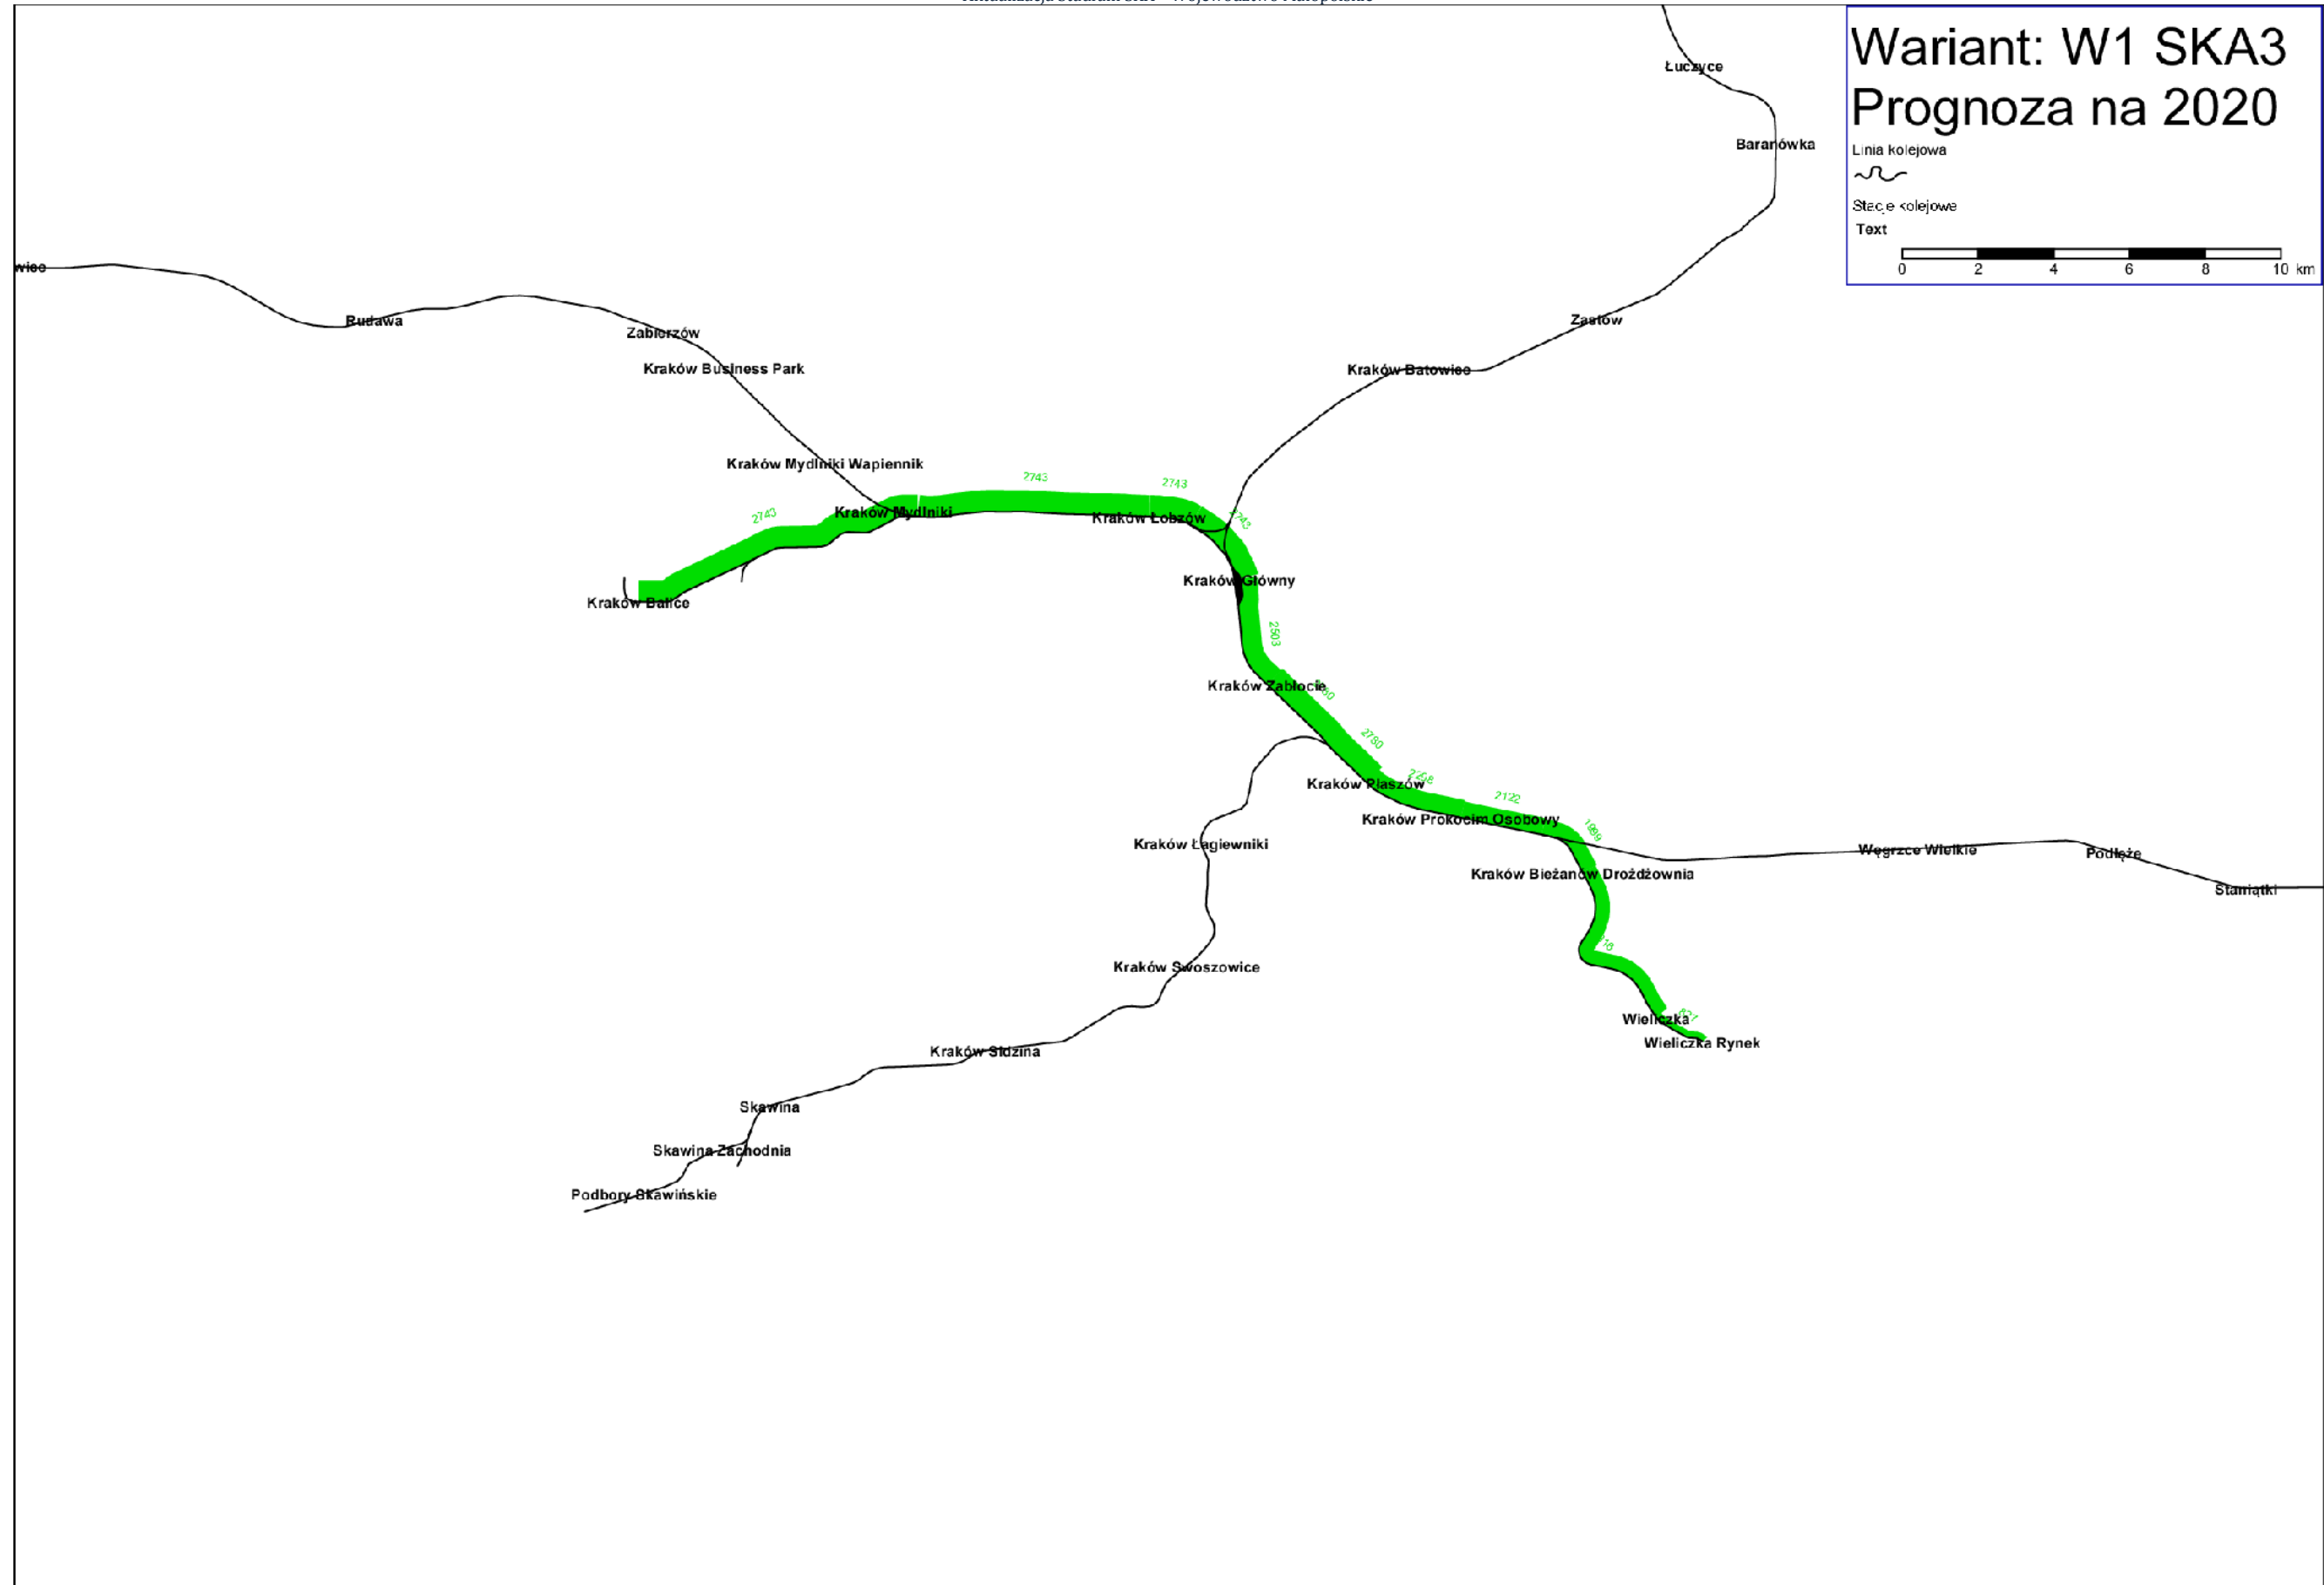 Wariant: W1 SKA3
Prognoza na 2020
Linia kolejowa
Stacje kolejowe
Text
0 2 4 6 8 10 km
Łuczyce
Baranówka
Rudawa
Zabierzów
Zastów
Kraków Business Park
Kraków Batowice
Kraków Mydlniki Wapiennik
2743
2743
2743
2743
Kraków Mydlniki
Kraków Łobzów
Kraków Główny
Kraków Balice
2503
Kraków Zabłocie
2780
Kraków Płaszów
2122
Kraków Prokocim Osobowy
1989
Kraków Łagiewniki
Węgrzce Wielkie
Podłęże
Kraków Bieżanów Drożdżownia
Staniątki
Kraków Swoszowice
Wieliczka
Wieliczka Rynek
Kraków Sidzina
Skawina
Skawina Zachodnia
Podbory Skawińskie